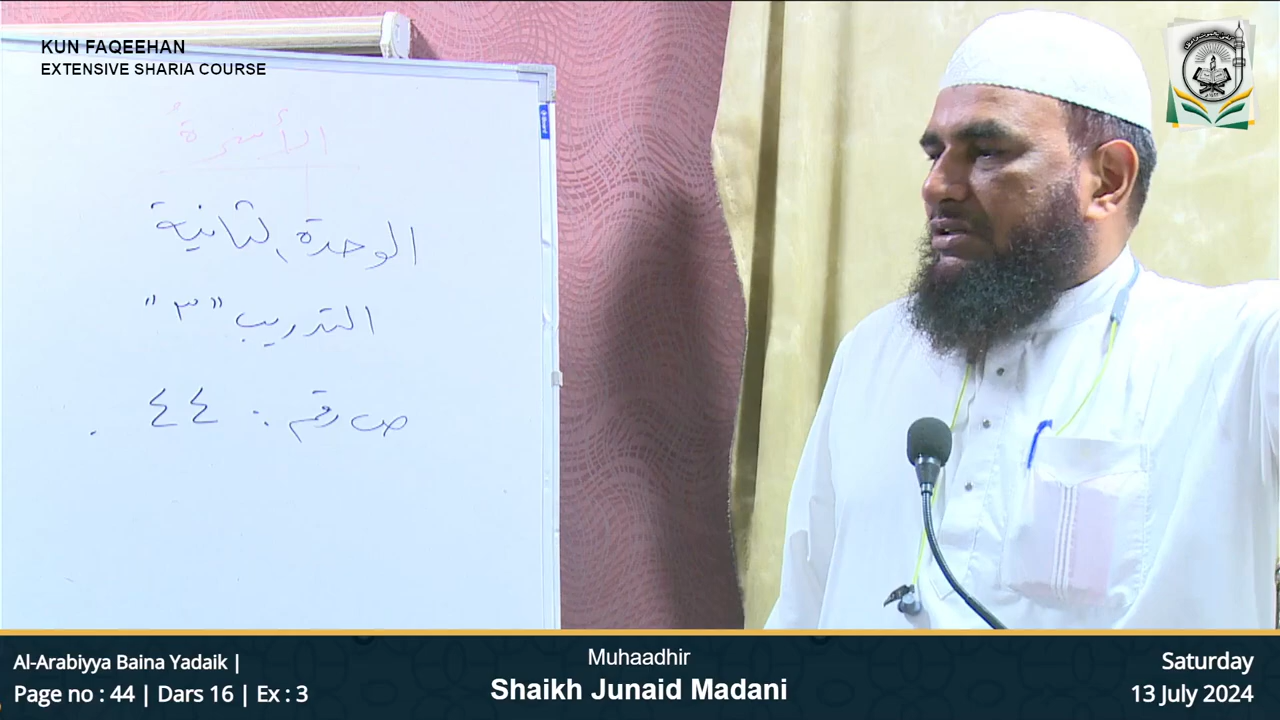 KUN FAQEEHAN
EXTENSIVE SHARIA COURSE
الأسرة
الوحدة الثانية
التدريب "٣"
ص رقم : ٤٤ .
Al-Arabiyya Baina Yadaik |
Page no : 44 | Dars 16 | Ex : 3
Muhaadhir
Shaikh Junaid Madani
Saturday
13 July 2024